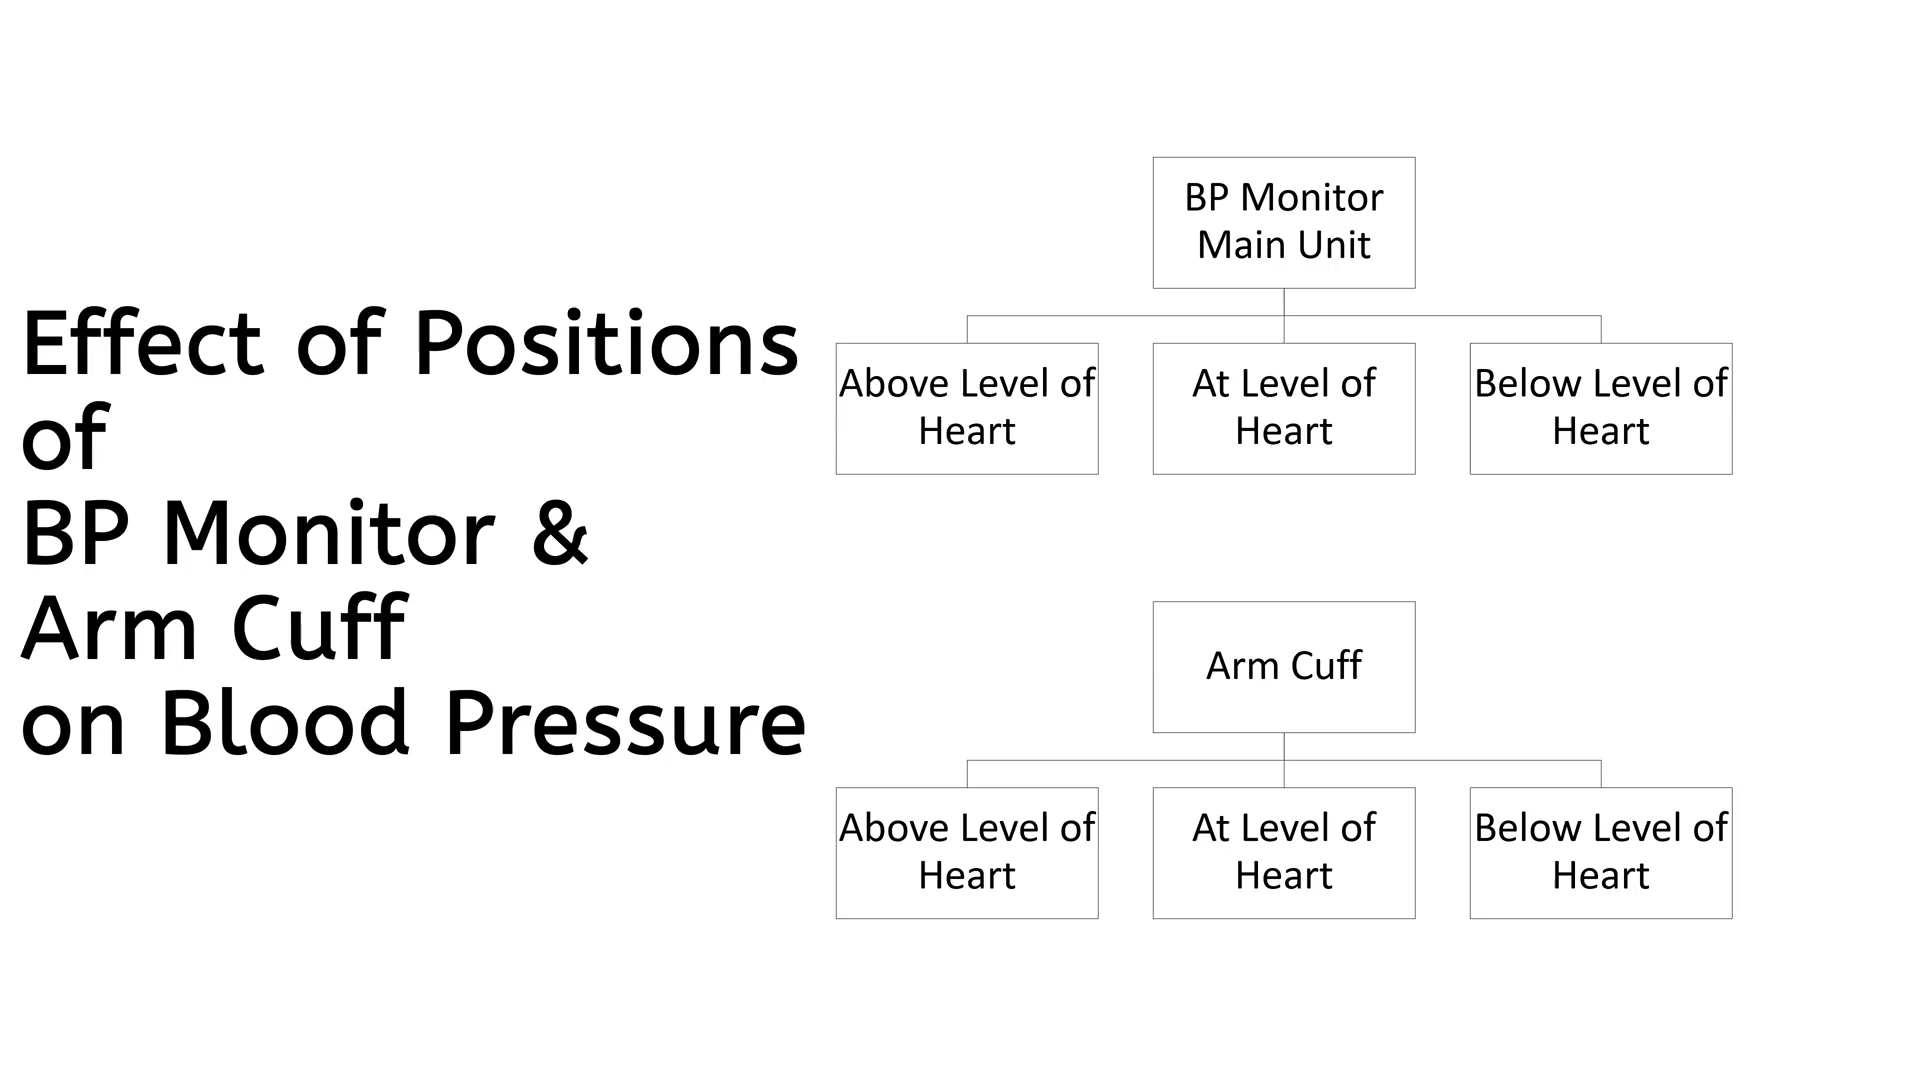 Effect of Positions
of
BP Monitor &
Arm Cuff
on Blood Pressure
BP Monitor
Main Unit
Above Level of
Heart
At Level of
Heart
Below Level of
Heart
Arm Cuff
Above Level of
Heart
At Level of
Heart
Below Level of
Heart